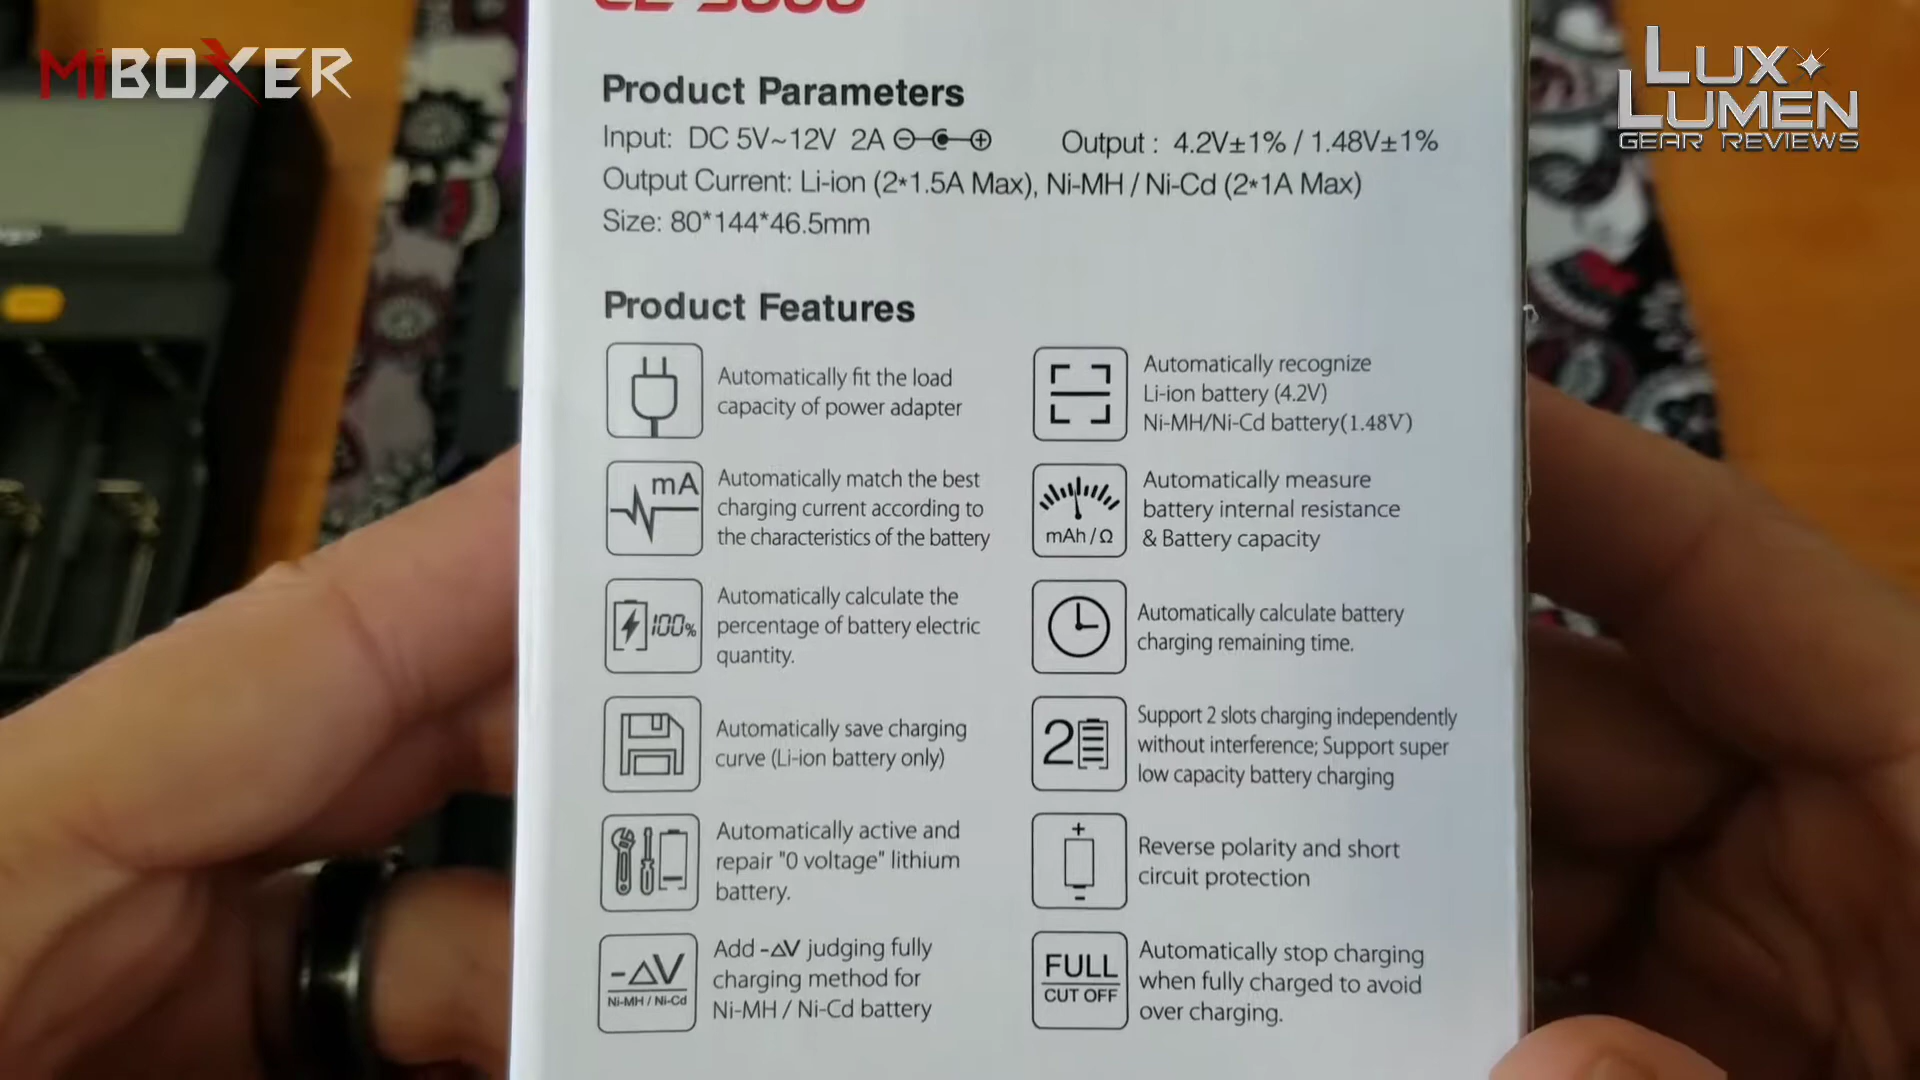 MiBOXER
LUX
LUMEN
GEAR REVIEWS
Product Parameters
Input: DC 5V~12V 2A
Output : 4.2V±1% / 1.48V±1%
Output Current: Li-ion (2*1.5A Max), Ni-MH / Ni-Cd (2*1A Max)
Size: 80*144*46.5mm
Product Features
Automatically fit the load
capacity of power adapter
Automatically recognize
Li-ion battery (4.2V)
Ni-MH/Ni-Cd battery(1.48V)
mA
Automatically match the best
charging current according to
the characteristics of the battery
mAh / Ω
Automatically measure
battery internal resistance
& Battery capacity
100%
Automatically calculate the
percentage of battery electric
quantity.
Automatically calculate battery
charging remaining time.
Automatically save charging
curve (Li-ion battery only)
2
Support 2 slots charging independently
without interference; Support super
low capacity battery charging
Automatically active and
repair "0 voltage" lithium
battery.
+
-
Reverse polarity and short
circuit protection
-ΔV
Ni-MH / Ni-Cd
Add -ΔV judging fully
charging method for
Ni-MH / Ni-Cd battery
FULL
CUT OFF
Automatically stop charging
when fully charged to avoid
over charging.